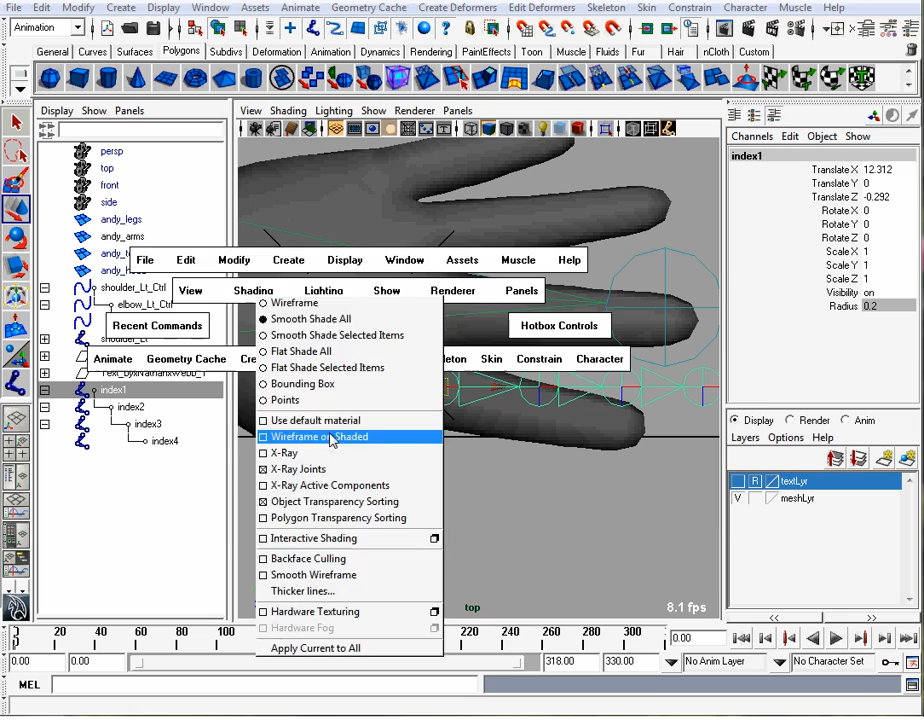 File Edit Modify Create Display Window Assets Animate Geometry Cache Create Deformers Edit Deformers Skeleton Skin Constrain Character Muscle Help
Animation
General Curves Surfaces Polygons Subdivs Deformation Animation Dynamics Rendering PaintEffects Toon Muscle Fluids Fur Hair nCloth Custom
Display Show Panels
View Shading Lighting Show Renderer Panels
Channels Edit Object Show
persp
top
front
side
andy_legs
andy_arms
shoulder_Lt_Ctrl
elbow_Lt_Ctrl
index1
index2
index3
index4
index1
Translate X 12.312
Translate Y 0
Translate Z -0.292
Rotate X 0
Rotate Y 0
Rotate Z 0
Scale X 1
Scale Y 1
Scale Z 1
Visibility on
Radius 0.2
File Edit Modify Create Display Window Assets Muscle Help
View Shading Lighting Show Renderer Panels
Recent Commands
Hotbox Controls
Animate Geometry Cache Cre
leton Skin Constrain Character
Wireframe
Smooth Shade All
Smooth Shade Selected Items
Flat Shade All
Flat Shade Selected Items
Bounding Box
Points
Use default material
Wireframe on Shaded
X-Ray
X-Ray Joints
X-Ray Active Components
Object Transparency Sorting
Polygon Transparency Sorting
Interactive Shading
Backface Culling
Smooth Wireframe
Thicker lines...
Hardware Texturing
Hardware Fog
Apply Current to All
top
8.1 fps
Display Render Anim
Layers Options Help
R textLyr
V meshLyr
0 20 40 60 80 100 220 240 260 280 300
0.00
0.00 0.00 318.00 330.00 No Anim Layer No Character Set
MEL